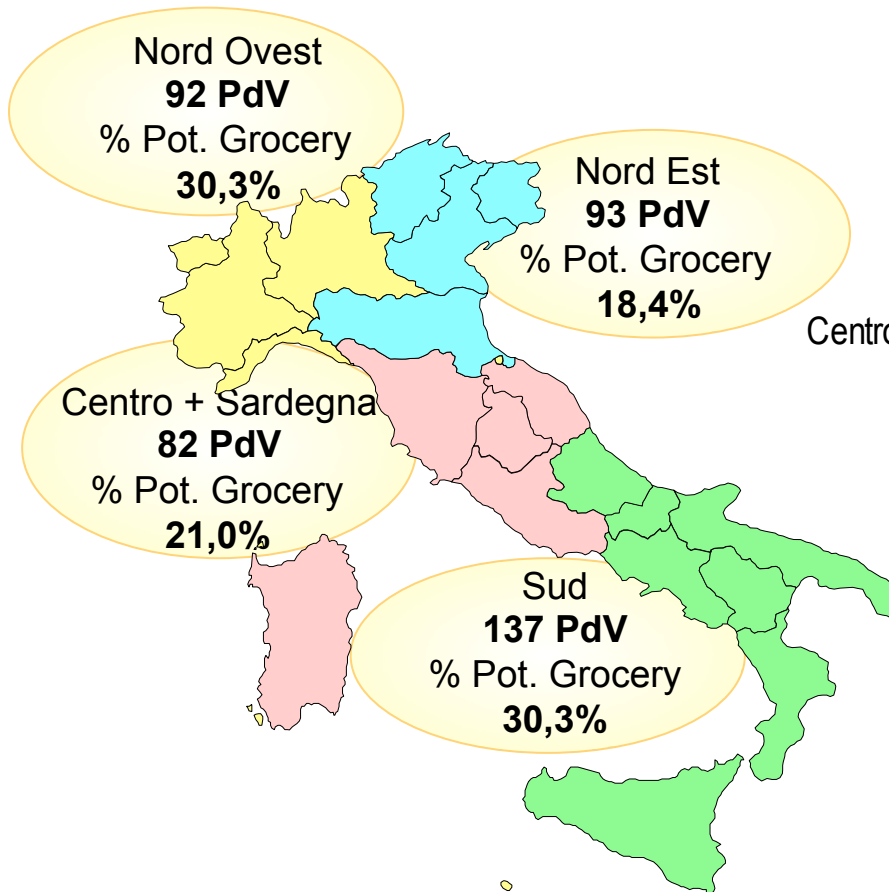 Nord Ovest
92 PdV
% Pot. Grocery
30,3%
Nord Est
93 PdV
% Pot. Grocery
18,4%
Centro
Centro + Sardegna
82 PdV
% Pot. Grocery
21,0%
Sud
137 PdV
% Pot. Grocery
30,3%